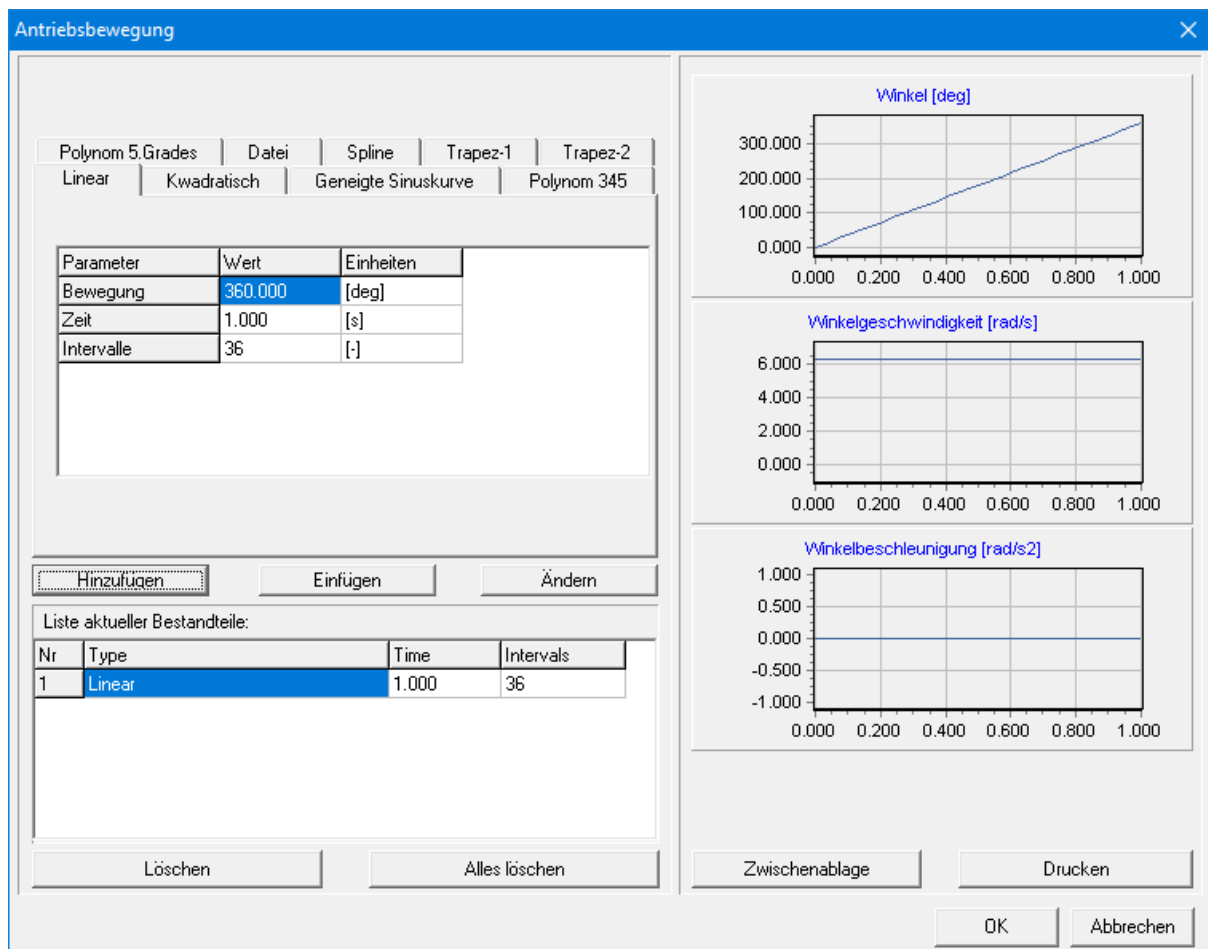 Antriebsbewegung
Polynom 5.Grades Datei Spline Trapez-1 Trapez-2
Linear Kwadratisch Geneigte Sinuskurve Polynom 345
Parameter Wert Einheiten
Bewegung 360.000 [deg]
Zeit 1.000 [s]
Intervalle 36 [-]
Hinzufügen Einfügen Ändern
Liste aktueller Bestandteile:
Nr Type Time Intervals
1 Linear 1.000 36
Löschen Alles löschen
Winkel [deg]
300.000
200.000
100.000
0.000
0.000 0.200 0.400 0.600 0.800 1.000
Winkelgeschwindigkeit [rad/s]
6.000
4.000
2.000
0.000
0.000 0.200 0.400 0.600 0.800 1.000
Winkelbeschleunigung [rad/s2]
1.000
0.500
0.000
-0.500
-1.000
0.000 0.200 0.400 0.600 0.800 1.000
Zwischenablage Drucken
OK Abbrechen